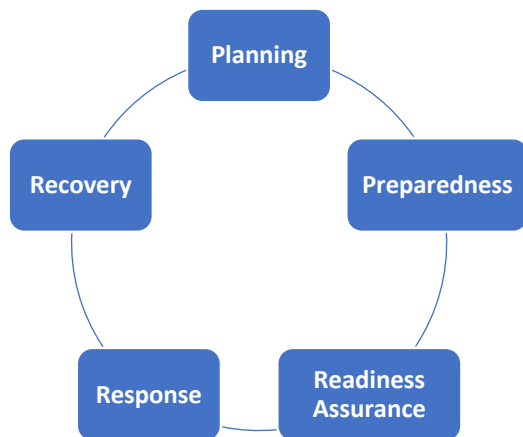 Planning
Preparedness
Readiness
Assurance
Response
Recovery